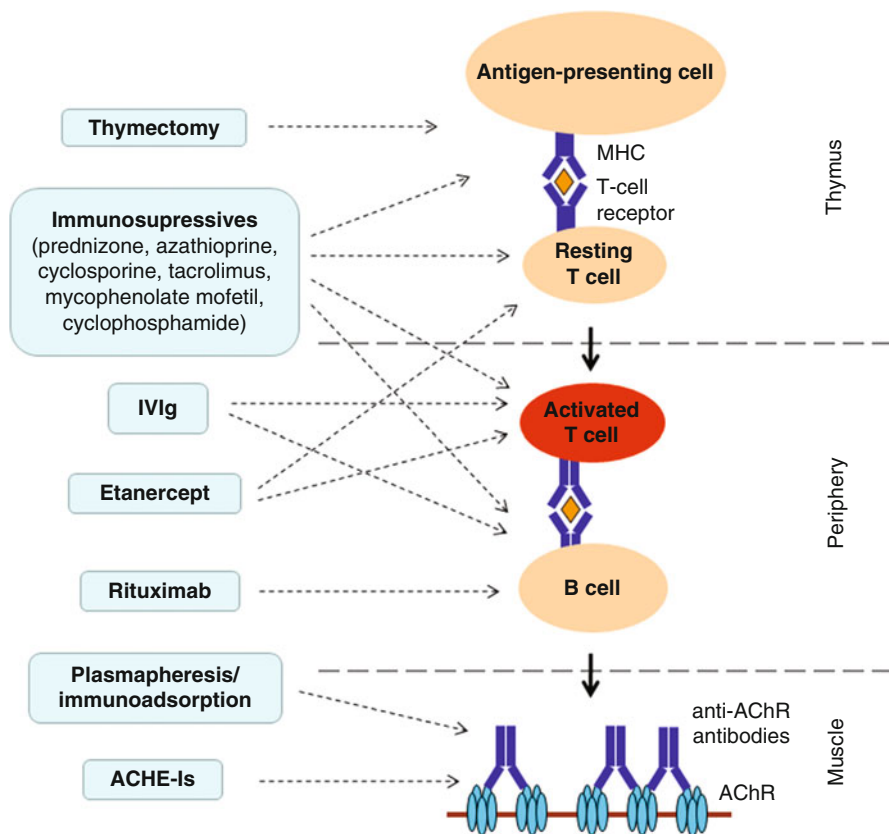 Antigen-presenting cell
Thymectomy
MHC
T-cell
receptor
Thymus
Immunosupressives
(prednizone, azathioprine,
cyclosporine, tacrolimus,
mycophenolate mofetil,
cyclophosphamide)
Resting
T cell
IVIg
Activated
T cell
Etanercept
Periphery
Rituximab
B cell
Plasmapheresis/
immunoadsorption
anti-AChR
antibodies
Muscle
ACHE-Is
AChR